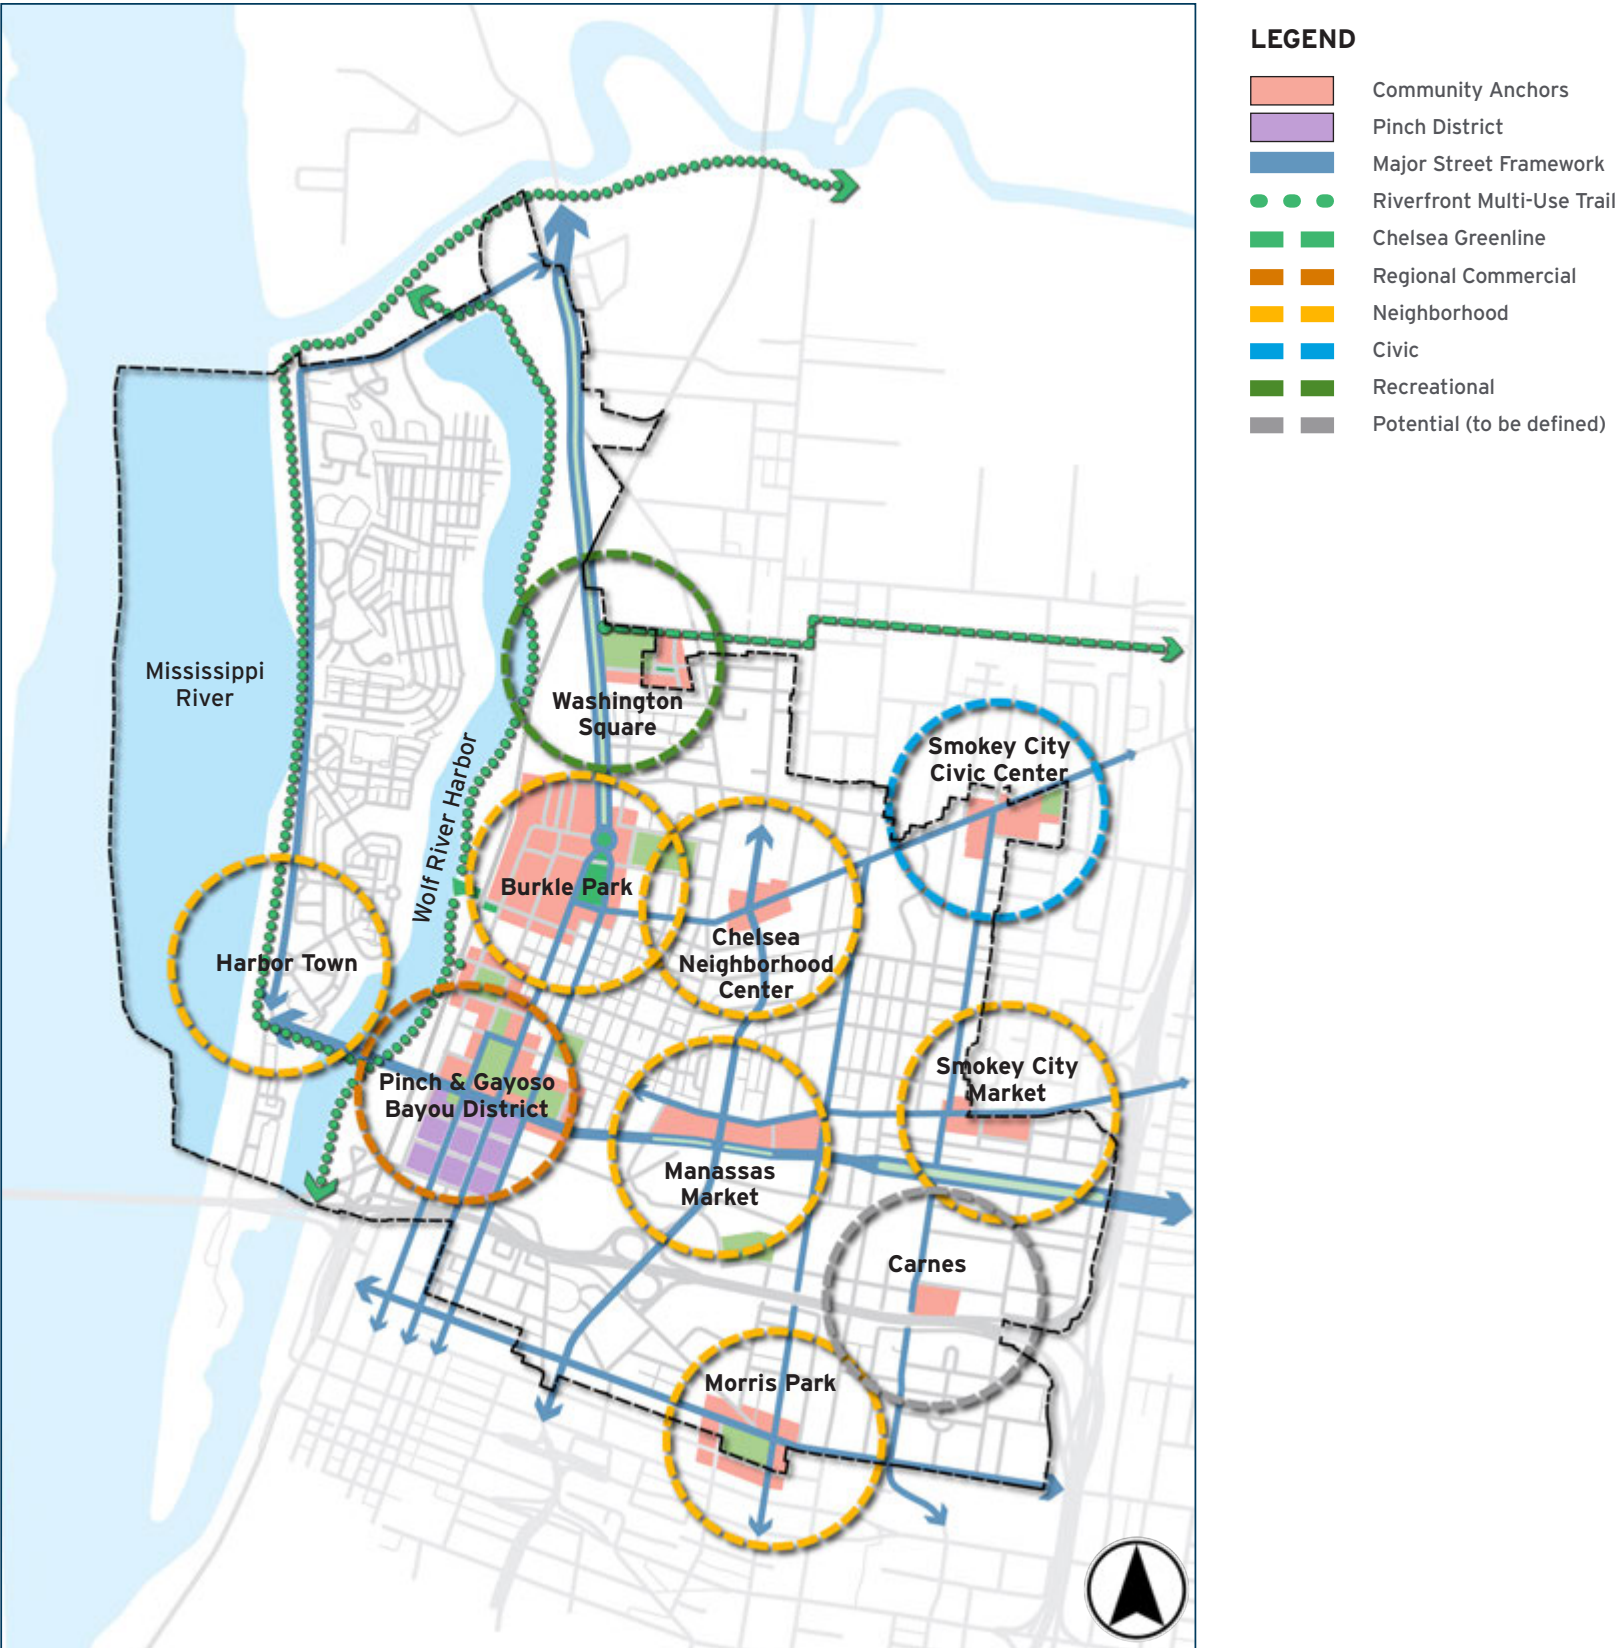 LEGEND
Community Anchors
Pinch District
Major Street Framework
Riverfront Multi-Use Trail
Chelsea Greenline
Regional Commercial
Neighborhood
Civic
Recreational
Potential (to be defined)
Mississippi
River
Wolf River Harbor
Washington
Square
Smokey City
Civic Center
Burkle Park
Chelsea
Neighborhood
Center
Harbor Town
Pinch & Gayoso
Bayou District
Smokey City
Market
Manassas
Market
Carnes
Morris Park